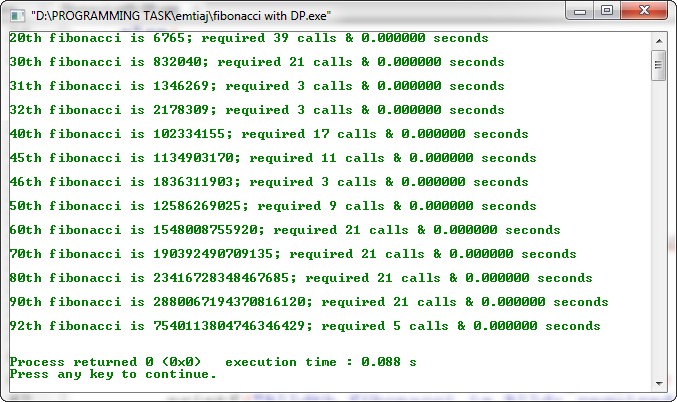 "D:\PROGRAMMING TASK\emtiaj\fibonacci with DP.exe"
20th fibonacci is 6765; required 39 calls & 0.000000 seconds
30th fibonacci is 832040; required 21 calls & 0.000000 seconds
31th fibonacci is 1346269; required 3 calls & 0.000000 seconds
32th fibonacci is 2178309; required 3 calls & 0.000000 seconds
40th fibonacci is 102334155; required 17 calls & 0.000000 seconds
45th fibonacci is 1134903170; required 11 calls & 0.000000 seconds
46th fibonacci is 1836311903; required 3 calls & 0.000000 seconds
50th fibonacci is 12586269025; required 9 calls & 0.000000 seconds
60th fibonacci is 1548008755920; required 21 calls & 0.000000 seconds
70th fibonacci is 190392490709135; required 21 calls & 0.000000 seconds
80th fibonacci is 23416728348467685; required 21 calls & 0.000000 seconds
90th fibonacci is 2880067194370816120; required 21 calls & 0.000000 seconds
92th fibonacci is 7540113804746346429; required 5 calls & 0.000000 seconds
Process returned 0 (0x0)   execution time : 0.088 s
Press any key to continue.